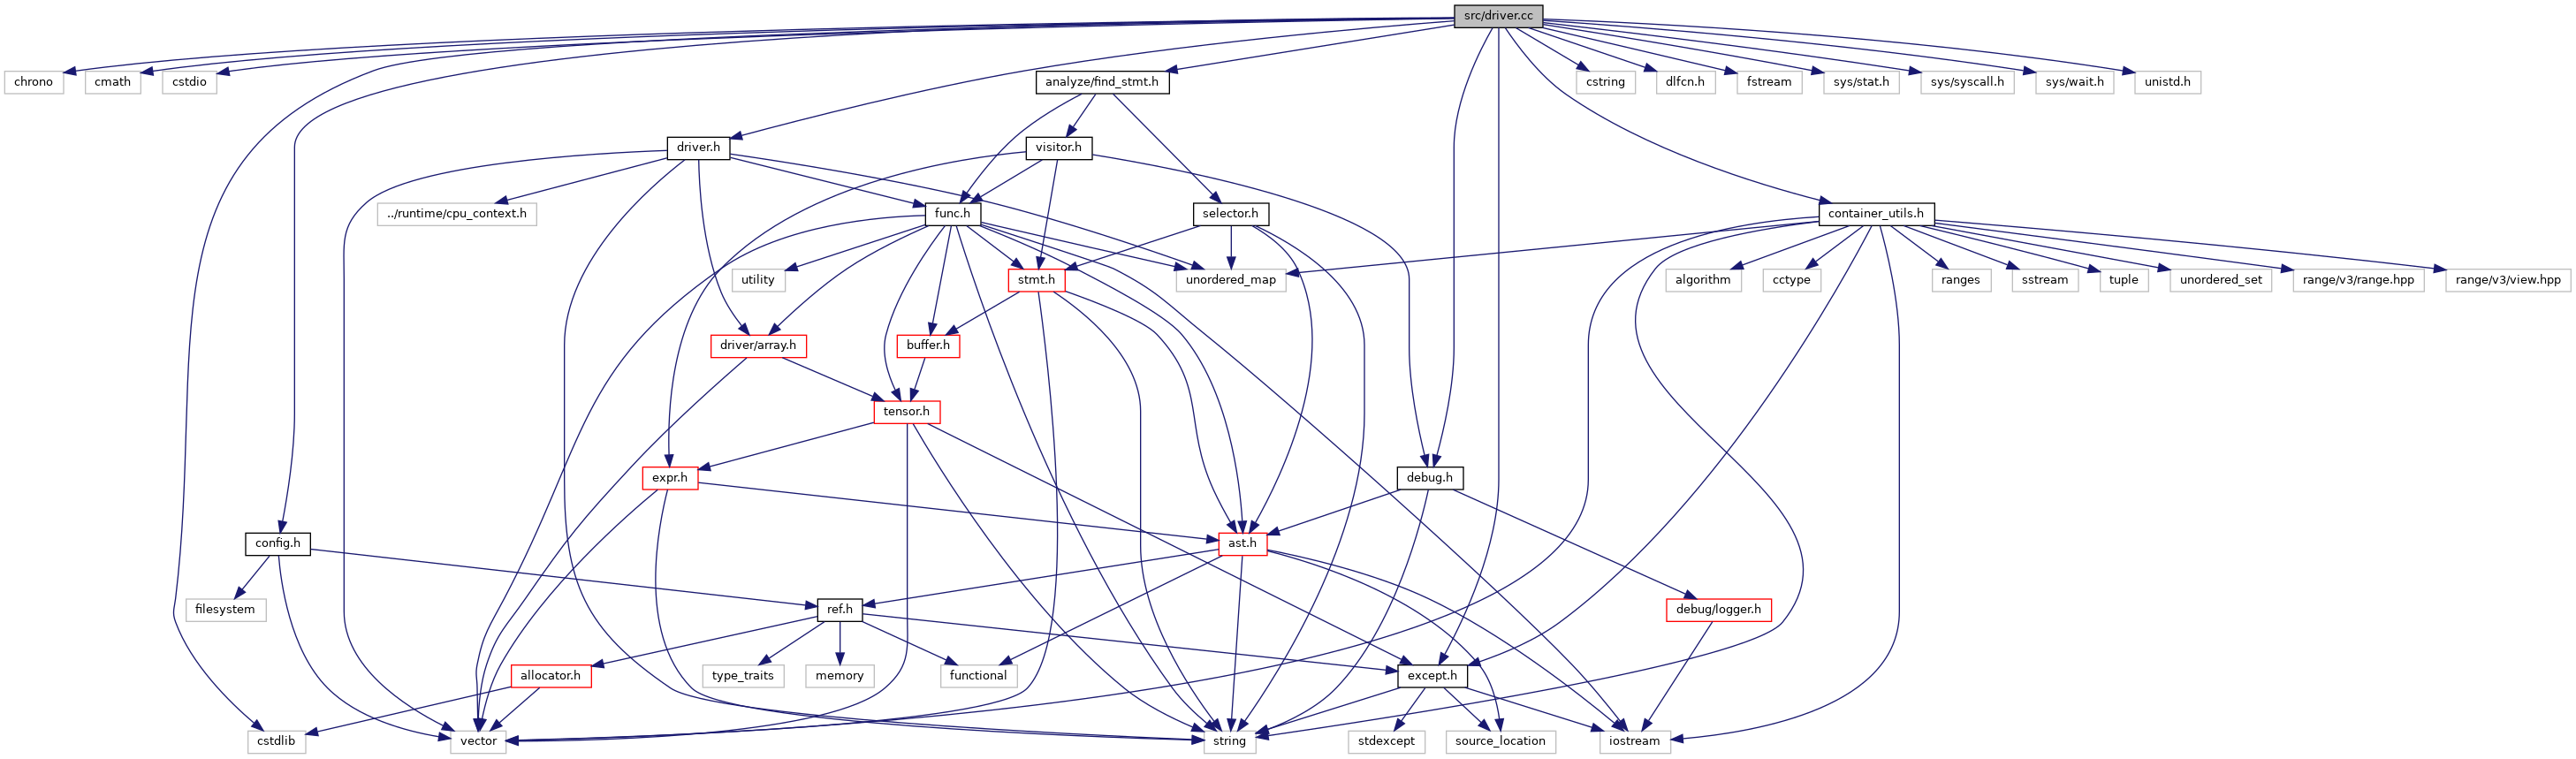 src/driver.cc
chrono
cmath
cstdio
analyze/find_stmt.h
cstring
dlfcn.h
fstream
sys/stat.h
sys/syscall.h
sys/wait.h
unistd.h
driver.h
visitor.h
../runtime/cpu_context.h
func.h
selector.h
container_utils.h
utility
stmt.h
unordered_map
algorithm
cctype
ranges
sstream
tuple
unordered_set
range/v3/range.hpp
range/v3/view.hpp
driver/array.h
buffer.h
tensor.h
expr.h
debug.h
config.h
ast.h
filesystem
ref.h
debug/logger.h
allocator.h
type_traits
memory
functional
except.h
cstdlib
vector
string
stdexcept
source_location
iostream